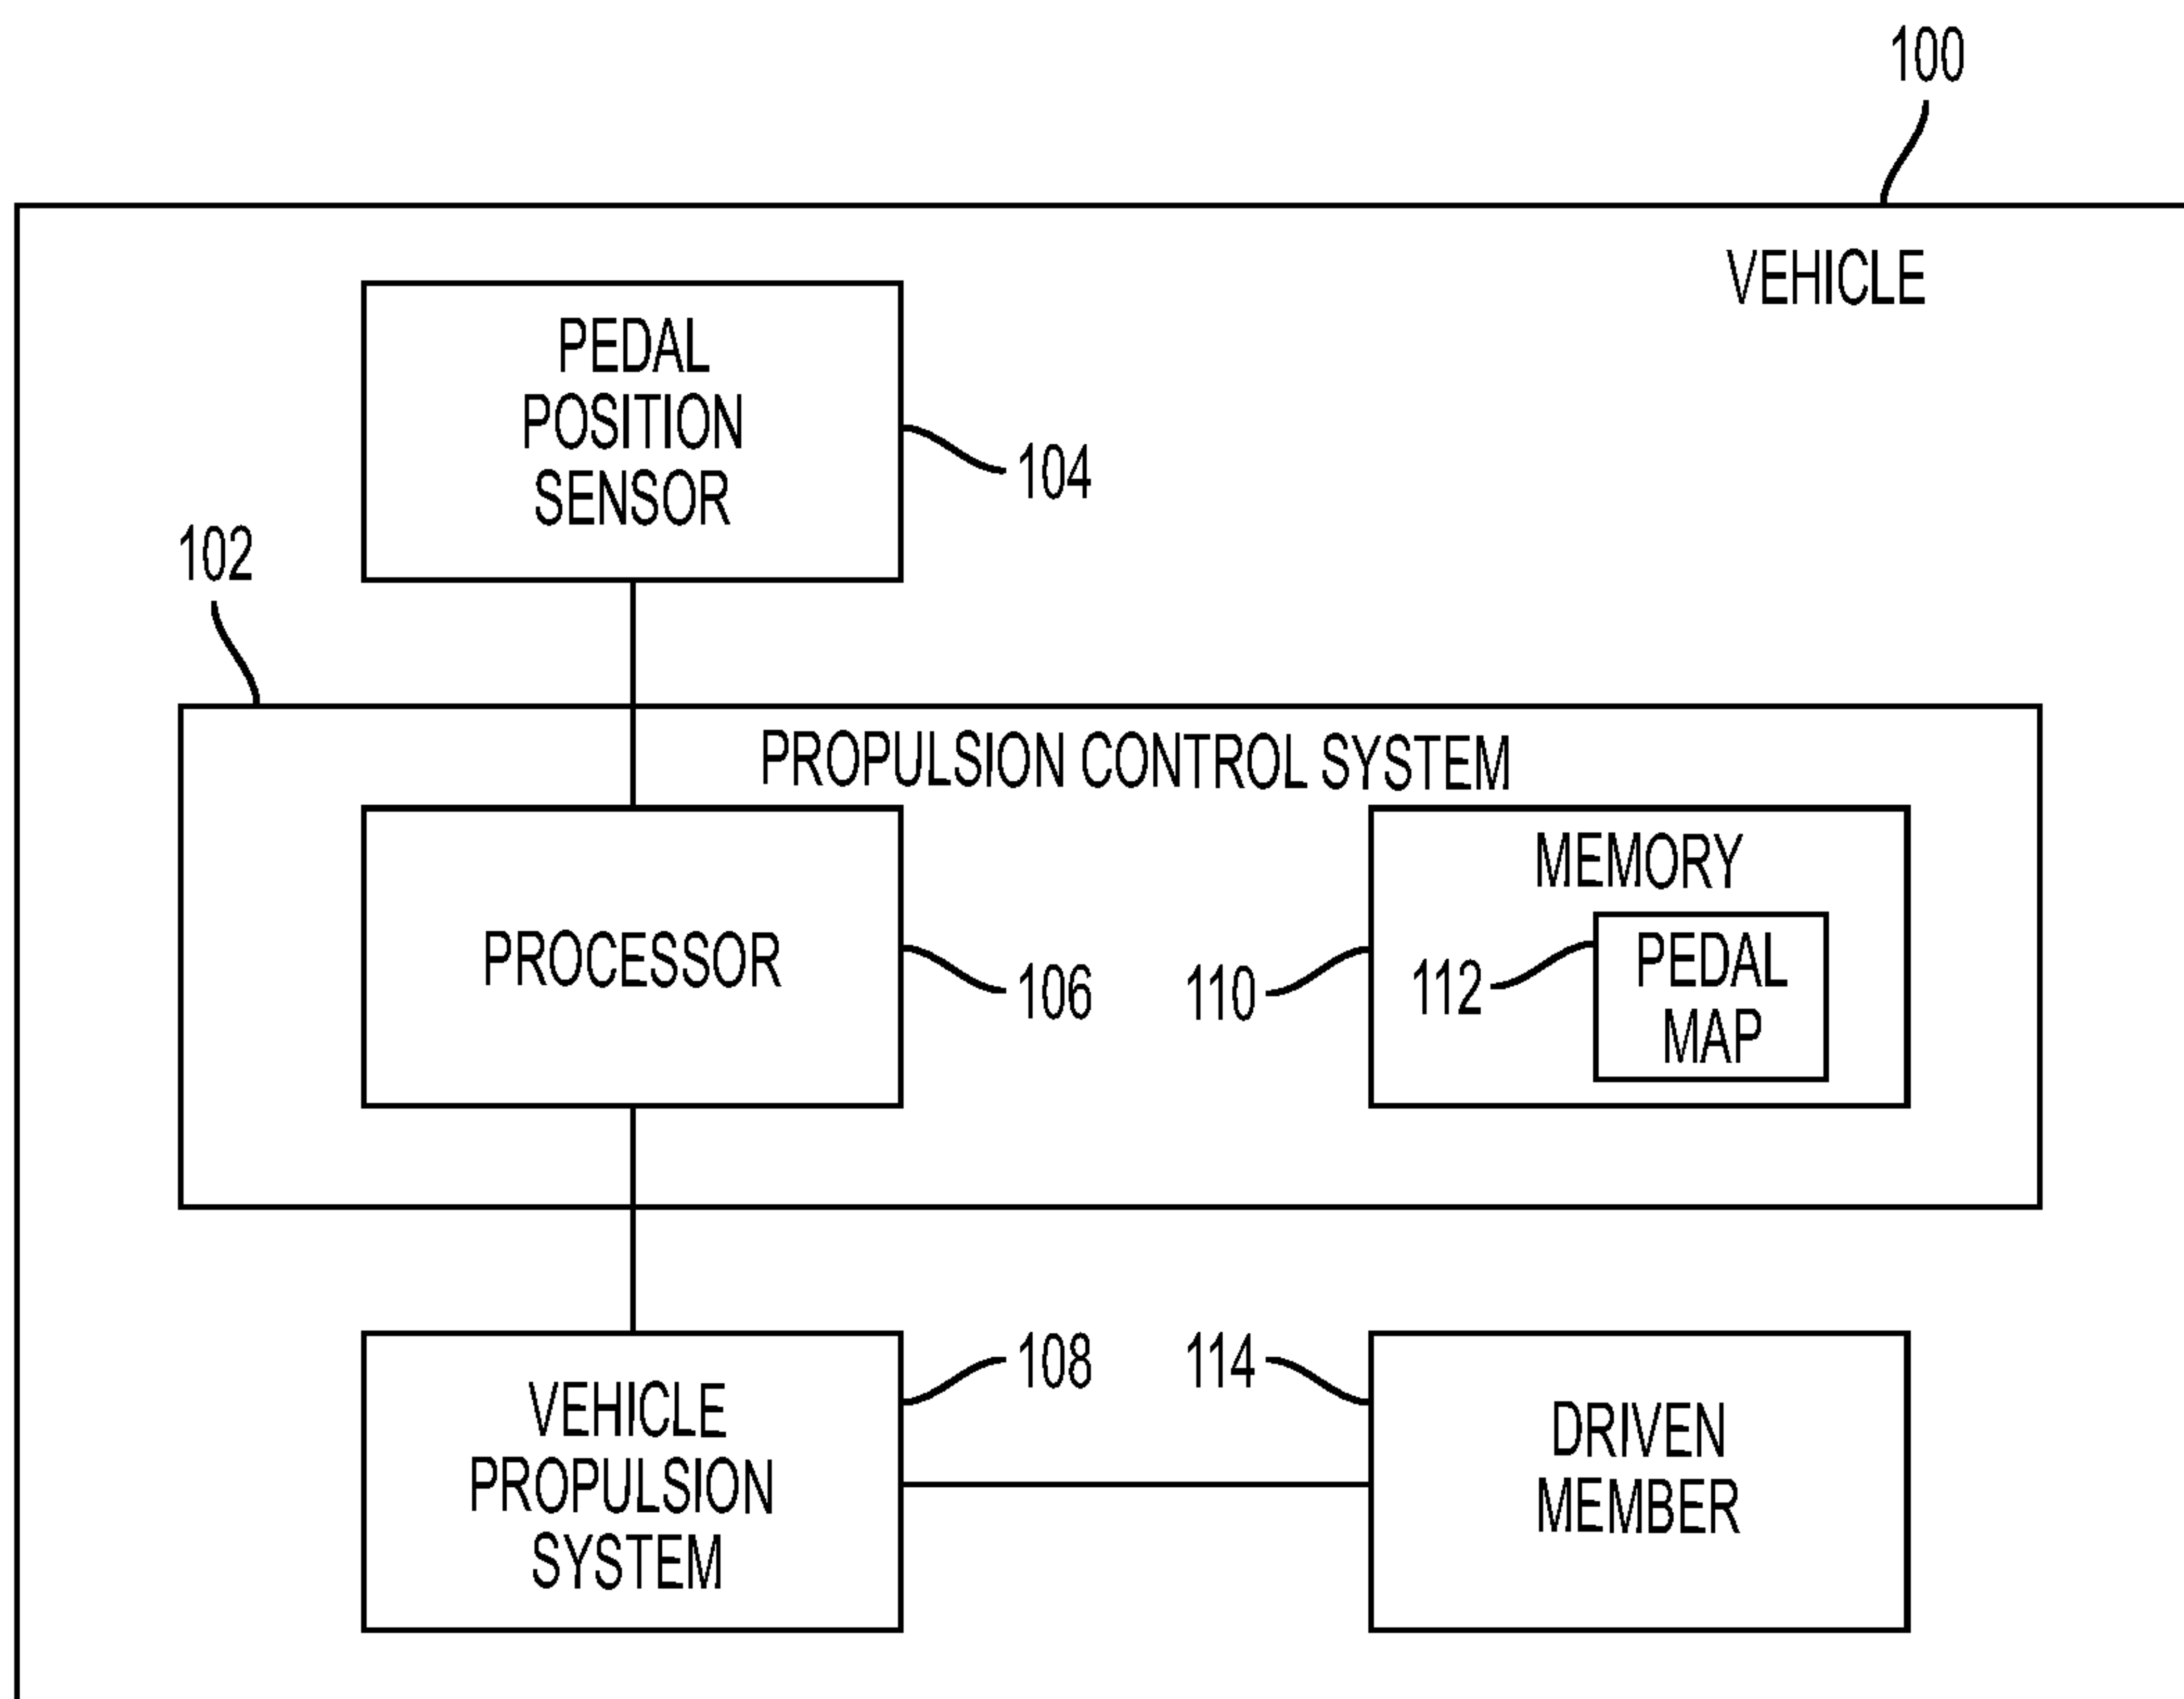 100
VEHICLE
PEDAL
POSITION
SENSOR
104
102
PROPULSION CONTROL SYSTEM
PROCESSOR
106
110
MEMORY
112
PEDAL
MAP
VEHICLE
PROPULSION
SYSTEM
108
114
DRIVEN
MEMBER